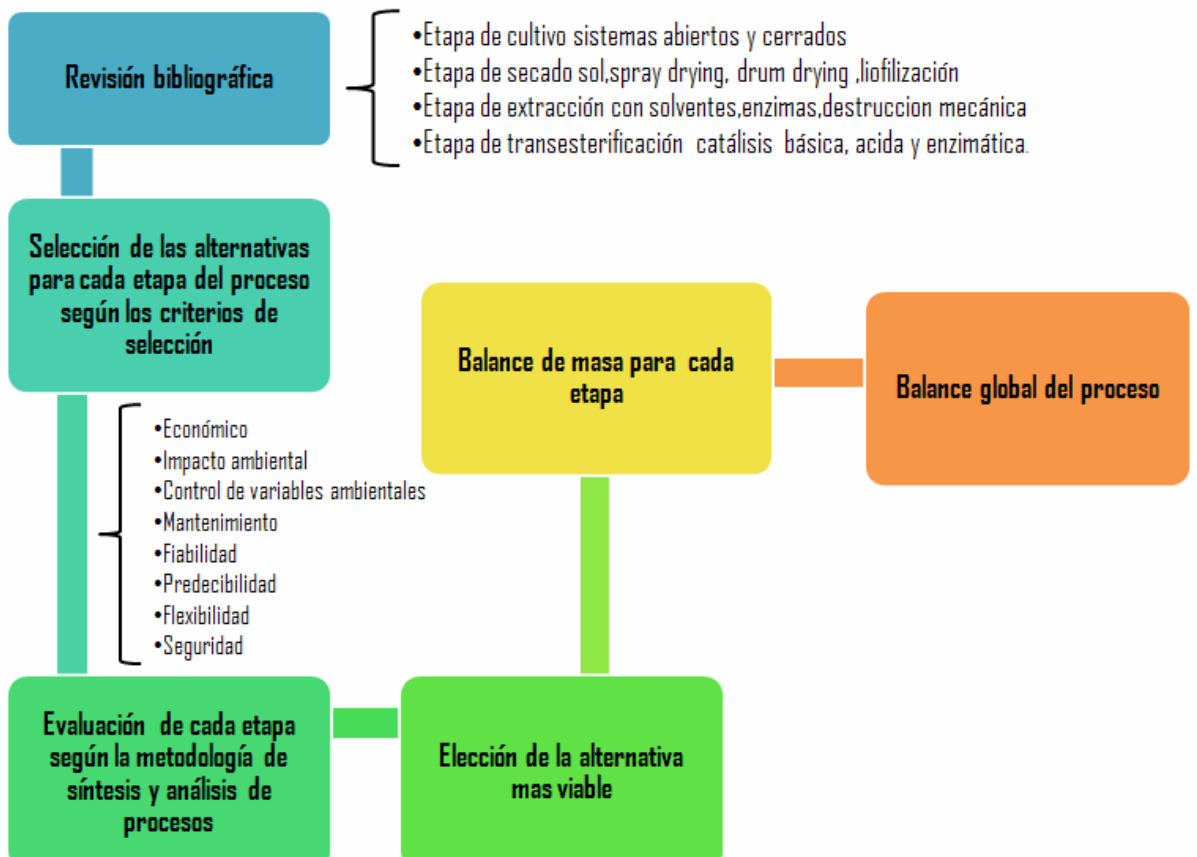 Revisión bibliográfica
•Etapa de cultivo sistemas abiertos y cerrados
•Etapa de secado sol,spray drying, drum drying ,liofilización
•Etapa de extracción con solventes,enzimas,destruccion mecánica
•Etapa de transesterificación catálisis básica, acida y enzimática.
Selección de las alternativas
para cada etapa del proceso
según los criterios de
selección
•Económico
•Impacto ambiental
•Control de variables ambientales
•Mantenimiento
•Fiabilidad
•Predecibilidad
•Flexibilidad
•Seguridad
Evaluación de cada etapa
según la metodología de
síntesis y análisis de
procesos
Elección de la alternativa
mas viable
Balance de masa para cada
etapa
Balance global del proceso